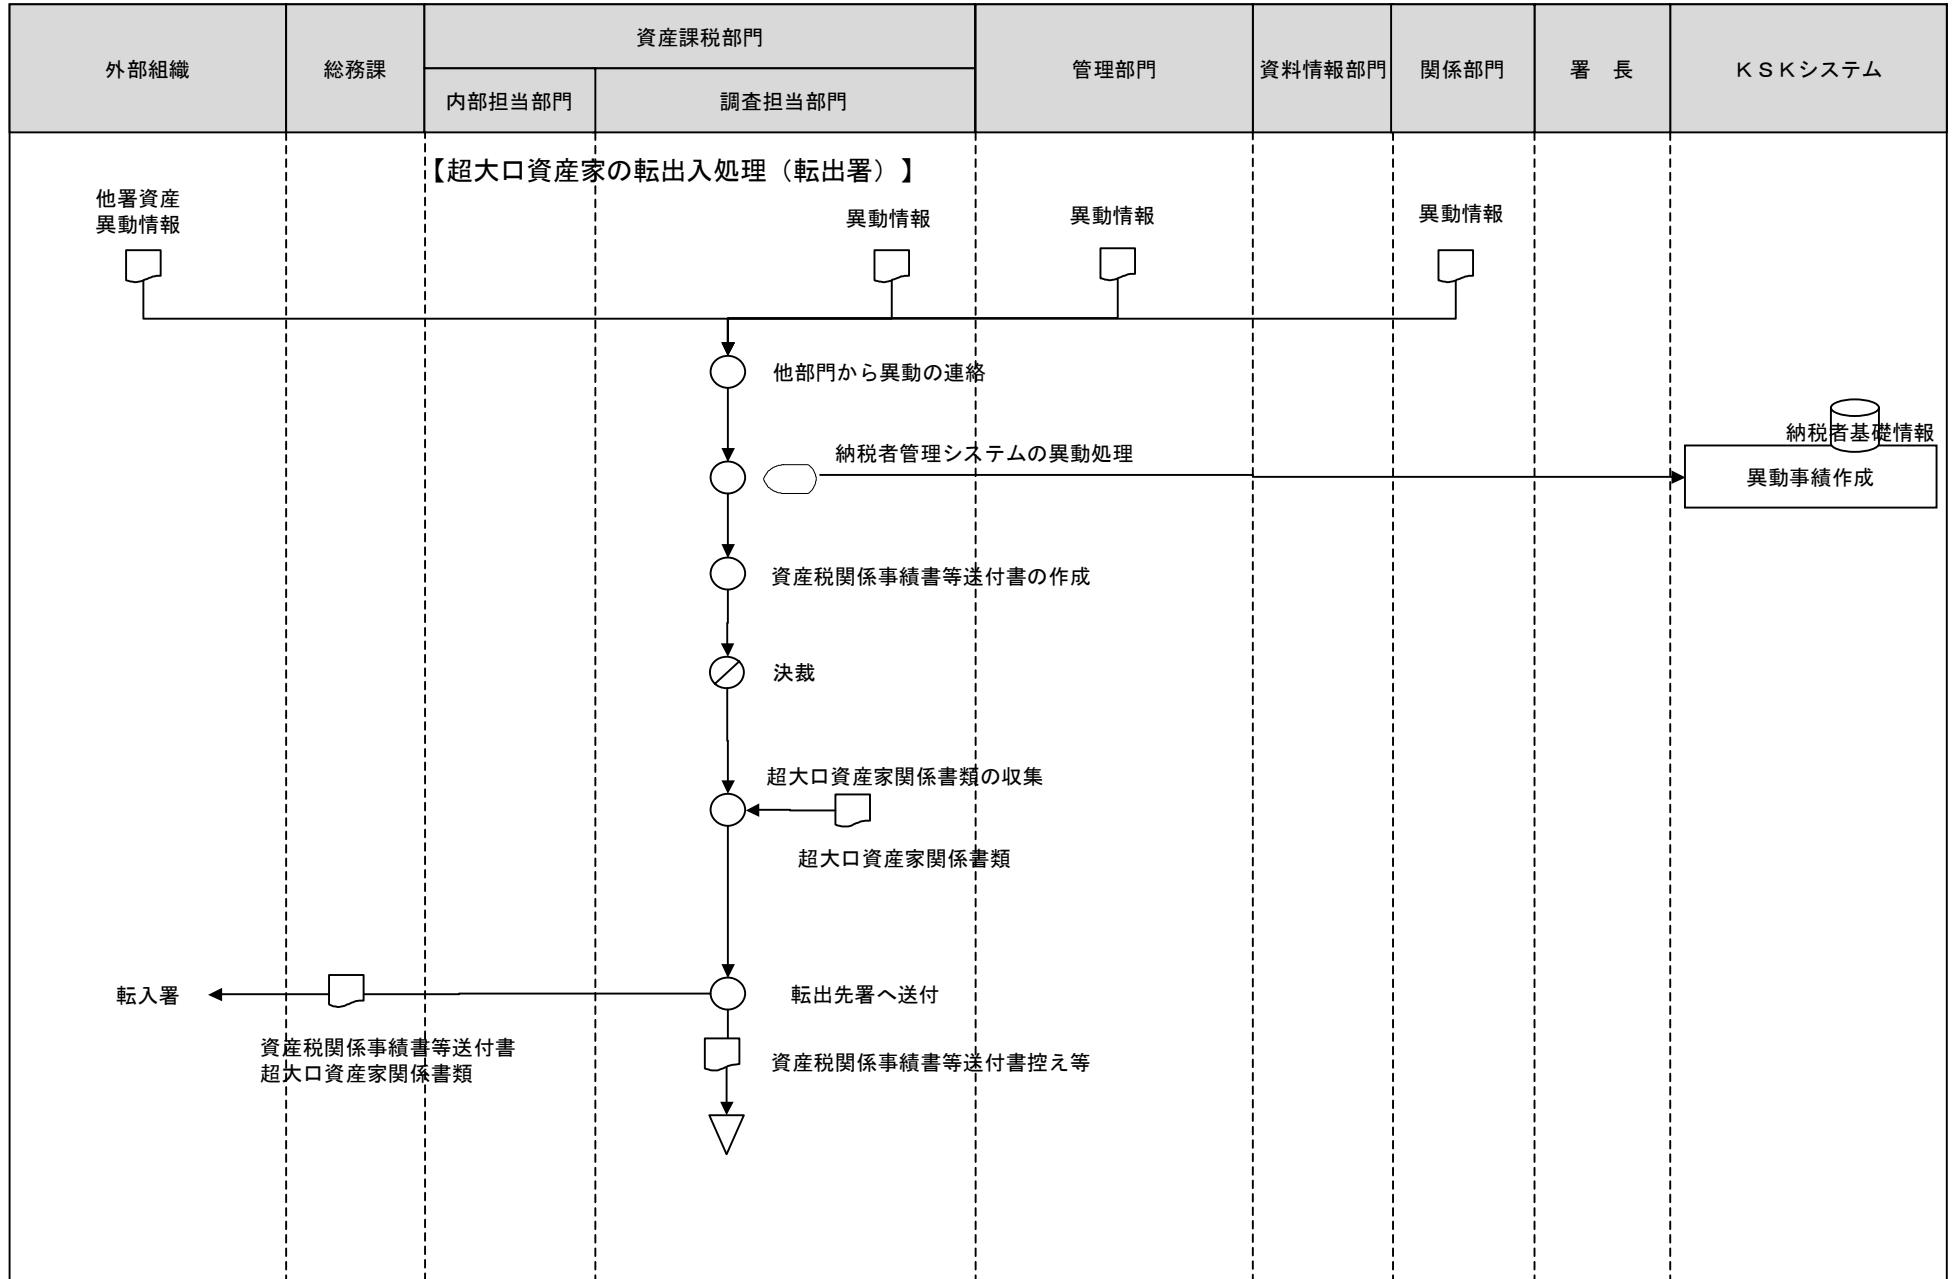 外部組織
総務課
資産課税部門
内部担当部門
調査担当部門
管理部門
資料情報部門
関係部門
署　長
ＫＳＫシステム
【超大口資産家の転出入処理（転出署）】
他署資産
異動情報
異動情報
異動情報
異動情報
他部門から異動の連絡
納税者管理システムの異動処理
納税者基礎情報
異動事績作成
資産税関係事績書等送付書の作成
決裁
超大口資産家関係書類の収集
超大口資産家関係書類
転入署
転出先署へ送付
資産税関係事績書等送付書
超大口資産家関係書類
資産税関係事績書等送付書控え等